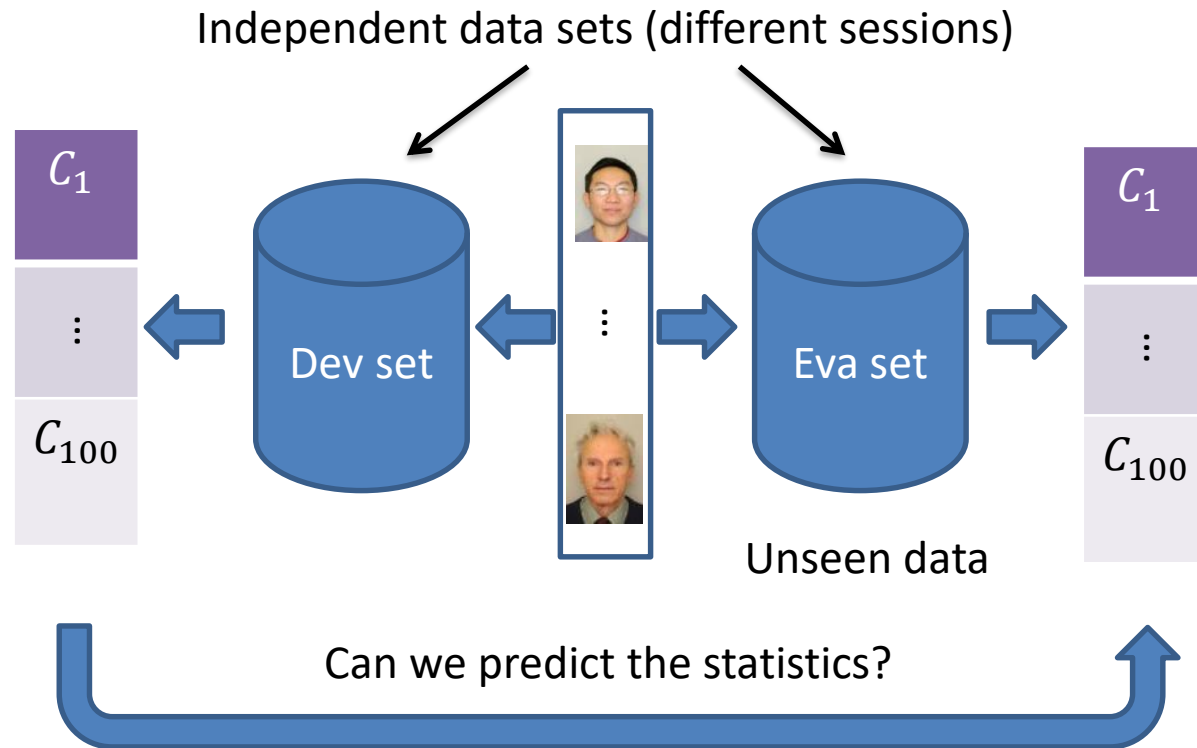 Independent data sets (different sessions)
C₁
⋮
C₁₀₀
Dev set
⋮
Eva set
C₁
⋮
C₁₀₀
Unseen data
Can we predict the statistics?